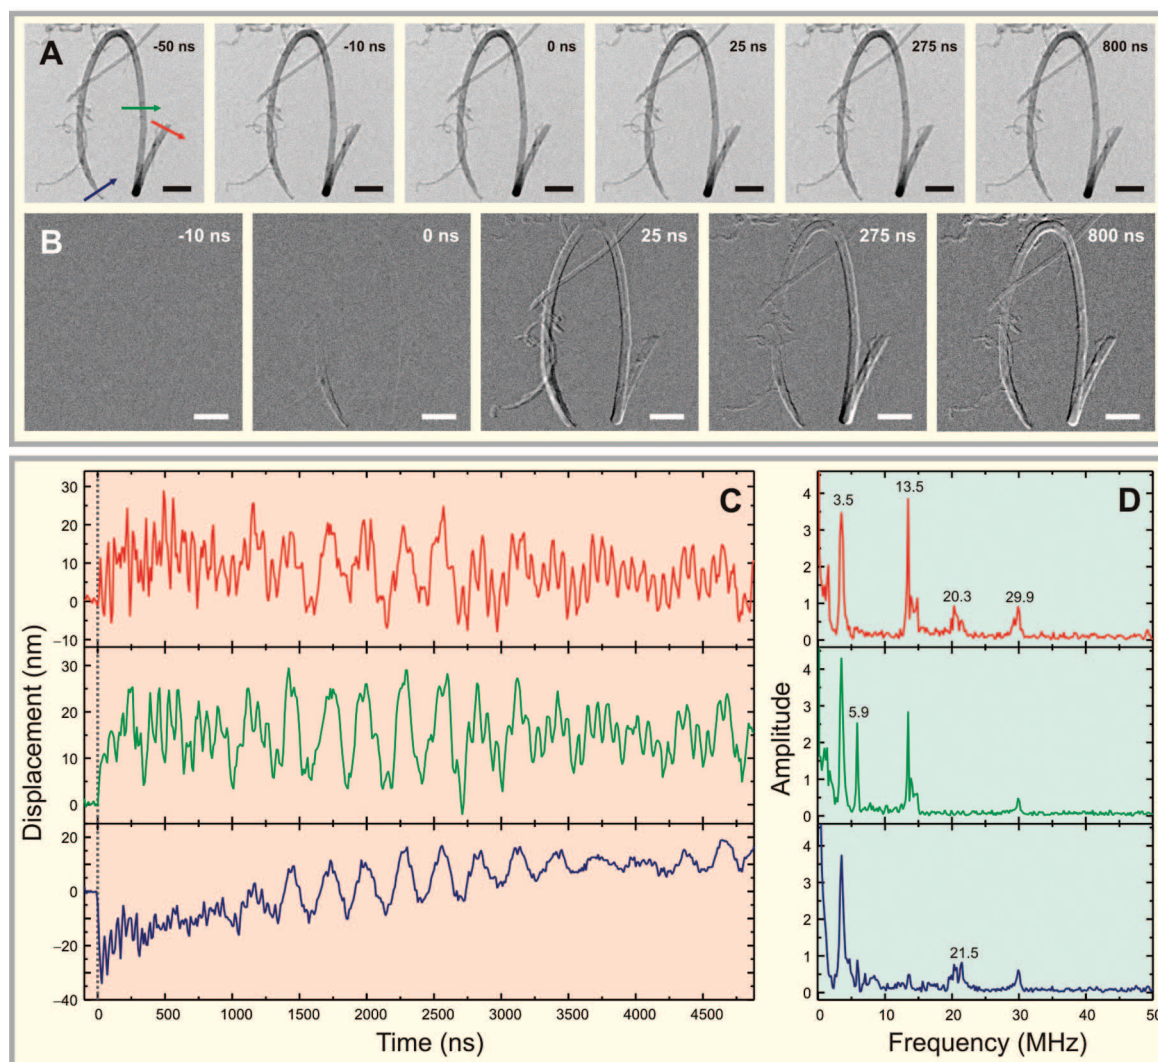 A
-50 ns
-10 ns
0 ns
25 ns
275 ns
800 ns
B
-10 ns
0 ns
25 ns
275 ns
800 ns
C
Displacement (nm)
30
20
10
0
–10
30
20
10
0
20
0
–20
–40
0 500 1000 1500 2000 2500 3000 3500 4000 4500
Time (ns)
D
Amplitude
4
3
2
1
0
3.5
13.5
20.3
29.9
4
3
2
1
0
5.9
4
3
2
1
0
21.5
0 10 20 30 40 50
Frequency (MHz)